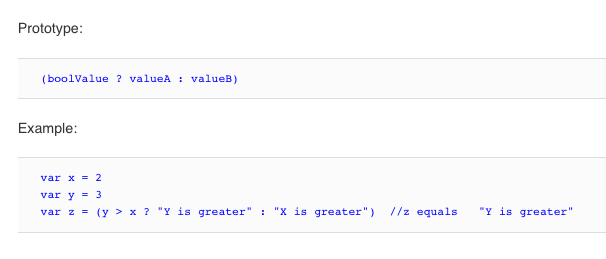 Prototype:
(boolValue ? valueA : valueB)
Example:
var x = 2
var y = 3
var z = (y > x ? "Y is greater" : "X is greater")  //z equals   "Y is greater"